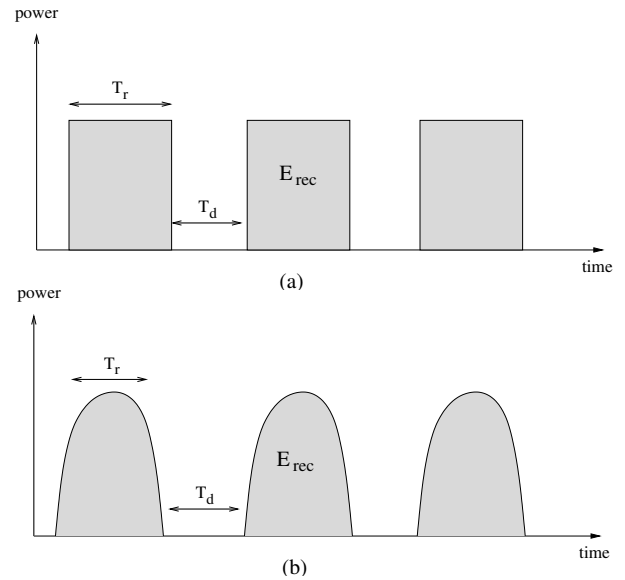 power
T_r
E_rec
T_d
time
(a)
power
T_r
E_rec
T_d
time
(b)